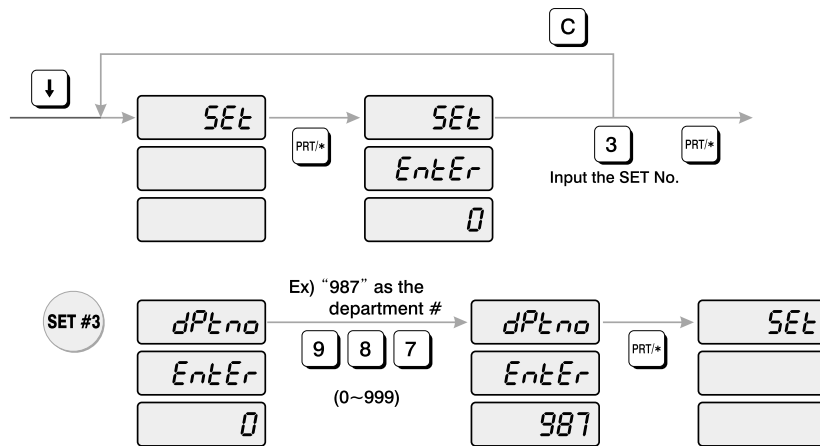 C
↓
SEt
PRT/*
SEt
EntEr
0
3
PRT/*
Input the SET No.
SET #3
dPtno
EntEr
0
Ex) “987” as the
department #
9 8 7
(0~999)
dPtno
EntEr
987
PRT/*
SEt